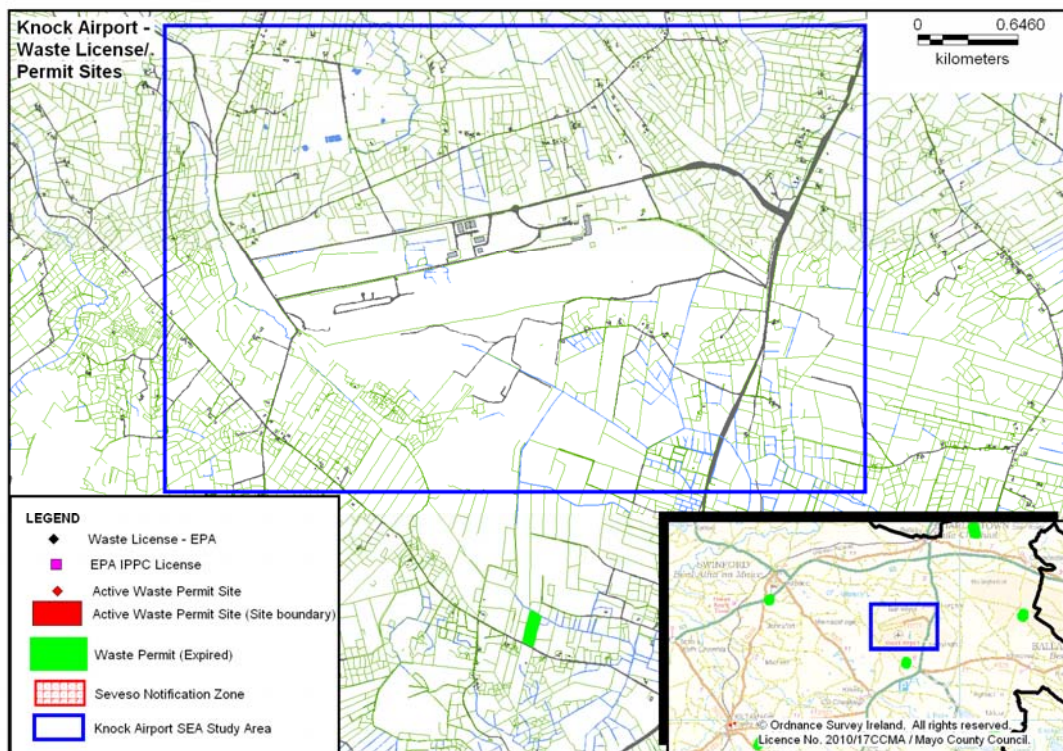 Knock Airport -
Waste License/
Permit Sites
0 0.6460
kilometers
LEGEND
Waste License - EPA
EPA IPPC License
Active Waste Permit Site
Active Waste Permit Site (Site boundary)
Waste Permit (Expired)
Seveso Notification Zone
Knock Airport SEA Study Area
SWINFORD
© Ordnance Survey Ireland. All rights reserved.
Licence No. 2010/17CCMA / Mayo County Council.